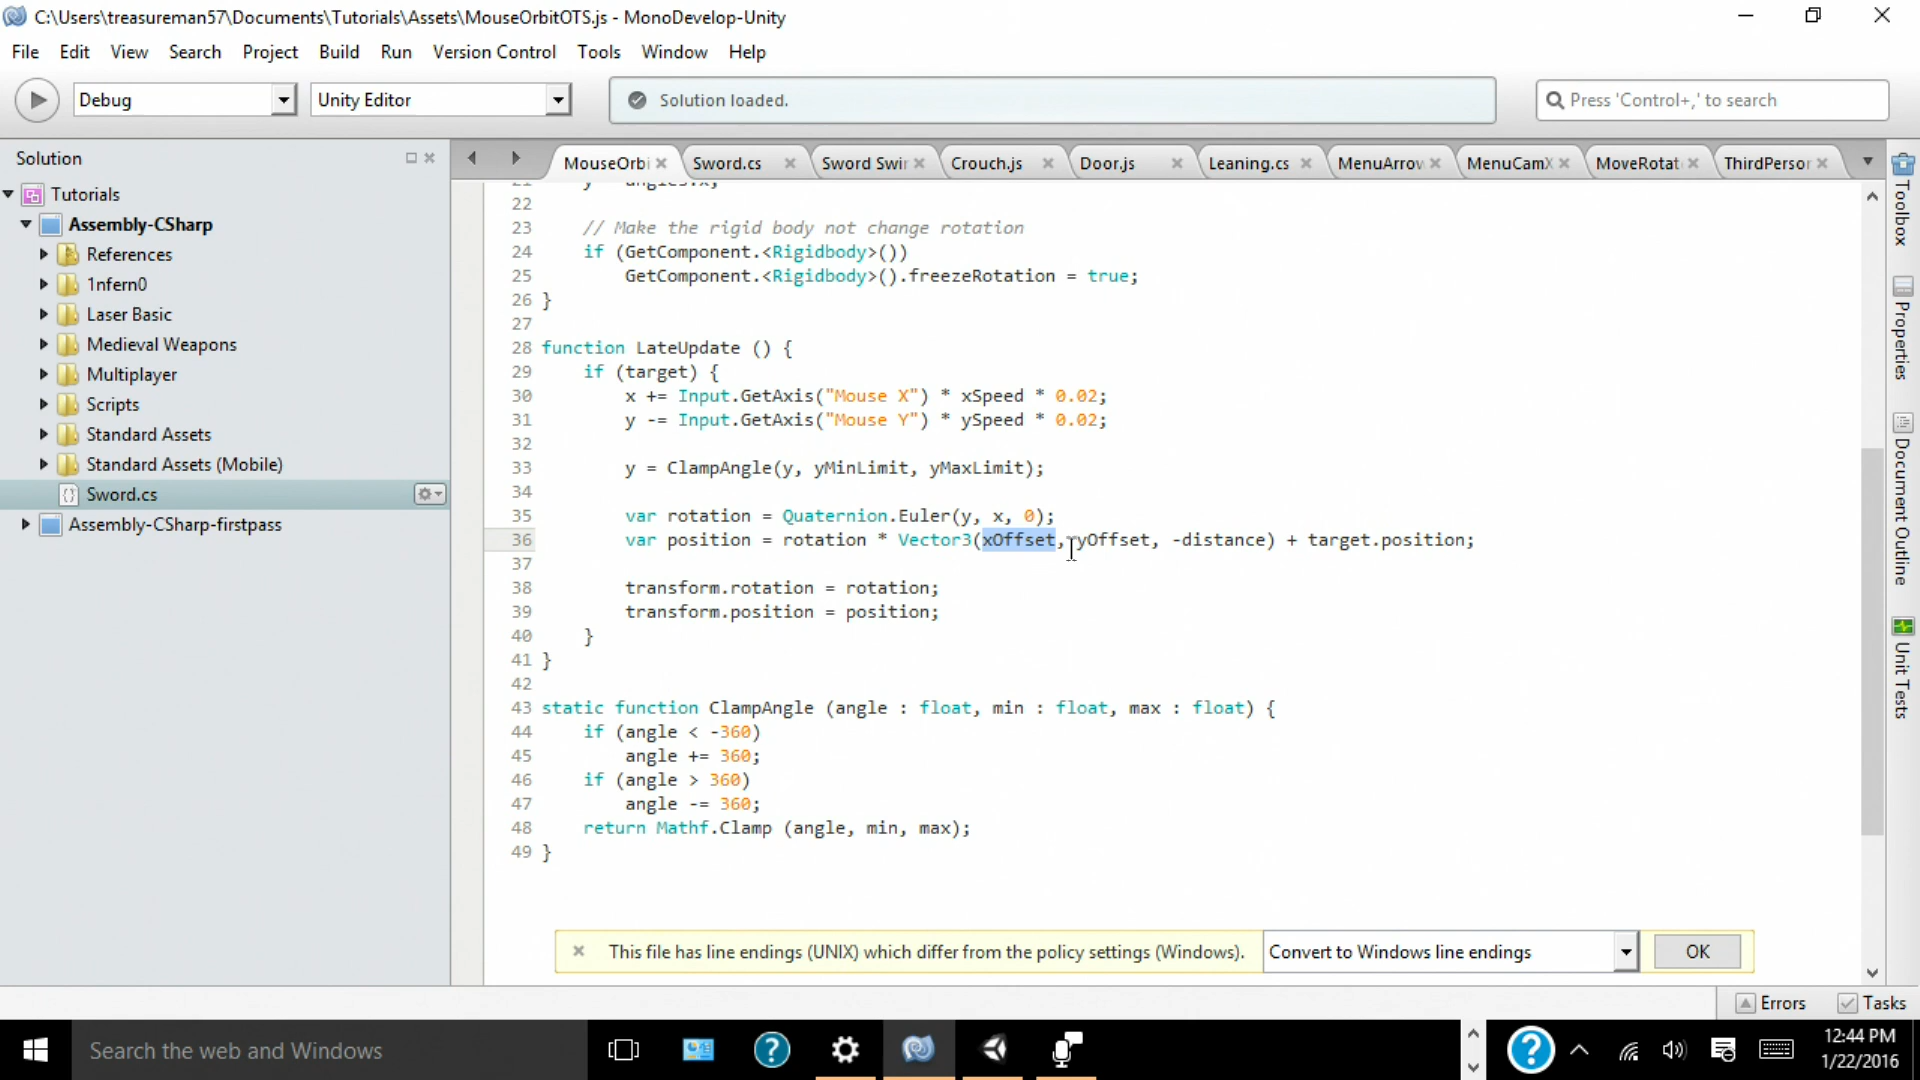 C:\Users\treasureman57\Documents\Tutorials\Assets\MouseOrbitOTS.js - MonoDevelop-Unity
File Edit View Search Project Build Run Version Control Tools Window Help
Debug Unity Editor Solution loaded. Press 'Control+,' to search
Solution
MouseOrbi Sword.cs Sword Swir Crouch.js Door.js Leaning.cs MenuArrow MenuCamX MoveRotat ThirdPersor
Tutorials
Assembly-CSharp
References
1nfern0
Laser Basic
Medieval Weapons
Multiplayer
Scripts
Standard Assets
Standard Assets (Mobile)
Sword.cs
Assembly-CSharp-firstpass
21 y = angles.x;
22
23 // Make the rigid body not change rotation
24 if (GetComponent.<Rigidbody>())
25 GetComponent.<Rigidbody>().freezeRotation = true;
26 }
27
28 function LateUpdate () {
29 if (target) {
30 x += Input.GetAxis("Mouse X") * xSpeed * 0.02;
31 y -= Input.GetAxis("Mouse Y") * ySpeed * 0.02;
32
33 y = ClampAngle(y, yMinLimit, yMaxLimit);
34
35 var rotation = Quaternion.Euler(y, x, 0);
36 var position = rotation * Vector3(xOffset, yOffset, -distance) + target.position;
37
38 transform.rotation = rotation;
39 transform.position = position;
40 }
41 }
42
43 static function ClampAngle (angle : float, min : float, max : float) {
44 if (angle < -360)
45 angle += 360;
46 if (angle > 360)
47 angle -= 360;
48 return Mathf.Clamp (angle, min, max);
49 }
This file has line endings (UNIX) which differ from the policy settings (Windows). Convert to Windows line endings OK
Toolbox
Properties
Document Outline
Unit Tests
Errors Tasks
Search the web and Windows
12:44 PM
1/22/2016